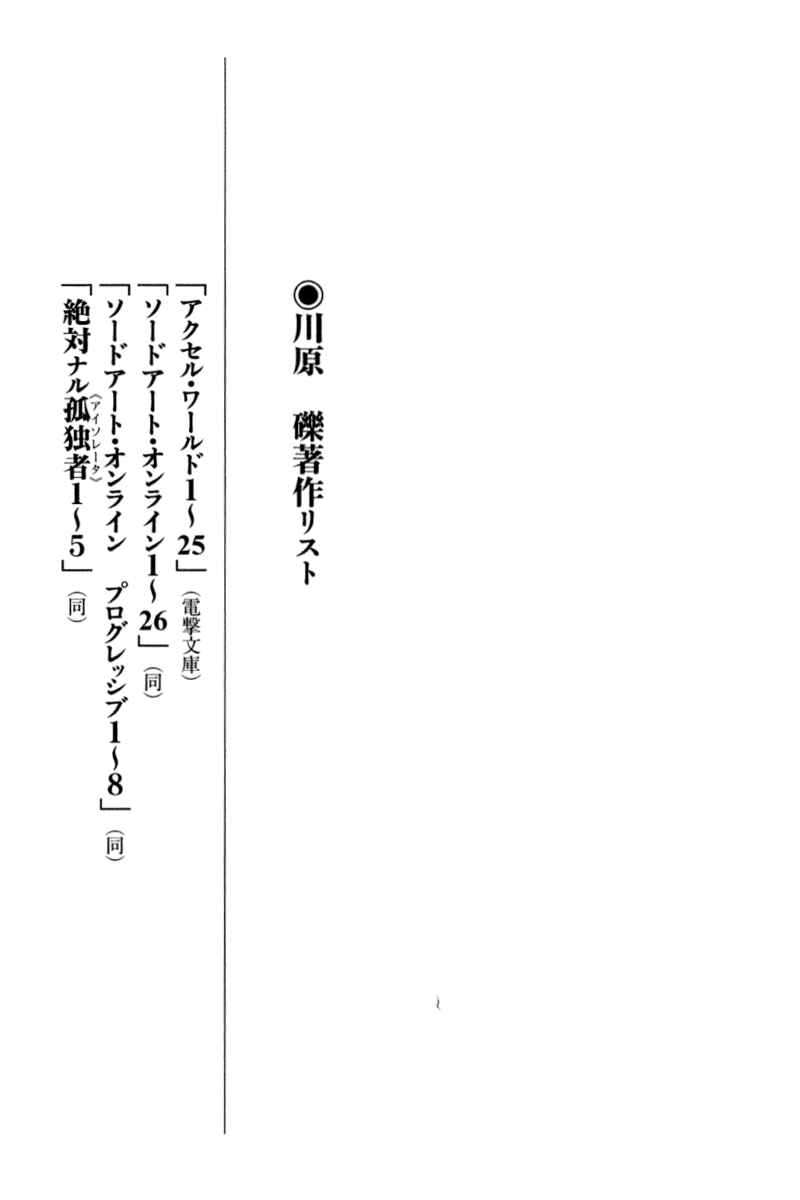 ◉川原　礫著作リスト
「アクセル・ワールド1〜25」（電撃文庫）
「ソードアート・オンライン1〜26」（同）
「ソードアート・オンライン　プログレッシブ1〜8」（同）
「絶対ナル孤独者《アイソレータ》1〜5」（同）